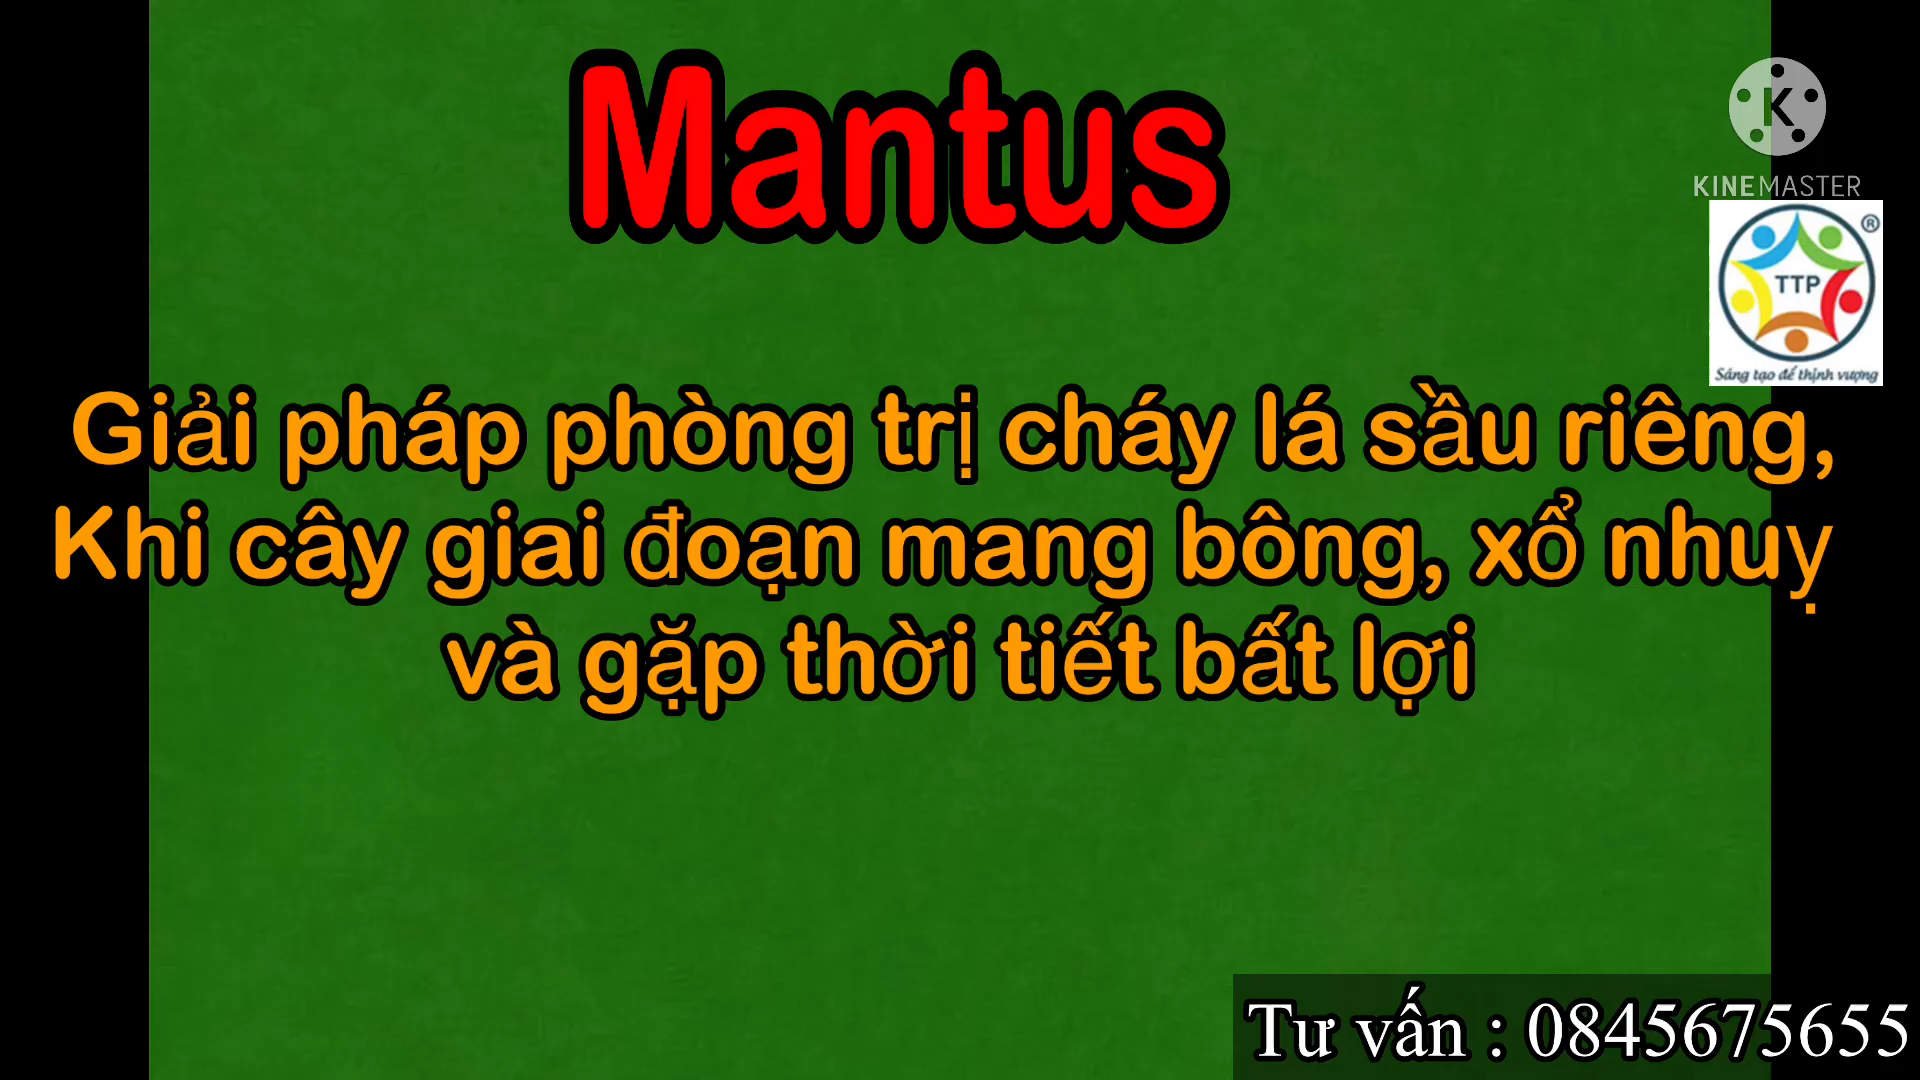 Mantus
KINEMASTER
K
®
TTP
Sáng tạo để thịnh vượng
Giải pháp phòng trị cháy lá sầu riêng,
Khi cây giai đoạn mang bông, xổ nhuỵ
và gặp thời tiết bất lợi
Tư vấn : 0845675655